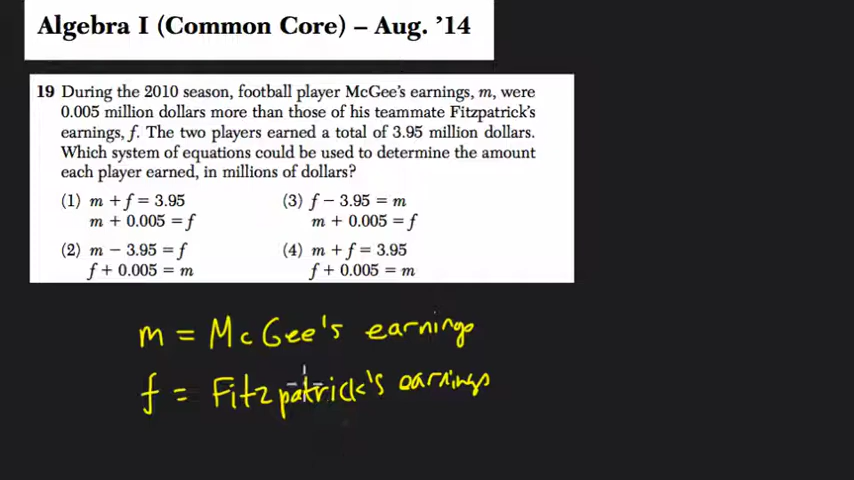 Algebra I (Common Core) – Aug. ’14
19 During the 2010 season, football player McGee’s earnings, m, were
0.005 million dollars more than those of his teammate Fitzpatrick’s
earnings, f. The two players earned a total of 3.95 million dollars.
Which system of equations could be used to determine the amount
each player earned, in millions of dollars?
(1) m + f = 3.95
m + 0.005 = f
(2) m − 3.95 = f
f + 0.005 = m
(3) f − 3.95 = m
m + 0.005 = f
(4) m + f = 3.95
f + 0.005 = m
m = McGee's earnings
f = Fitzpatrick's earnings